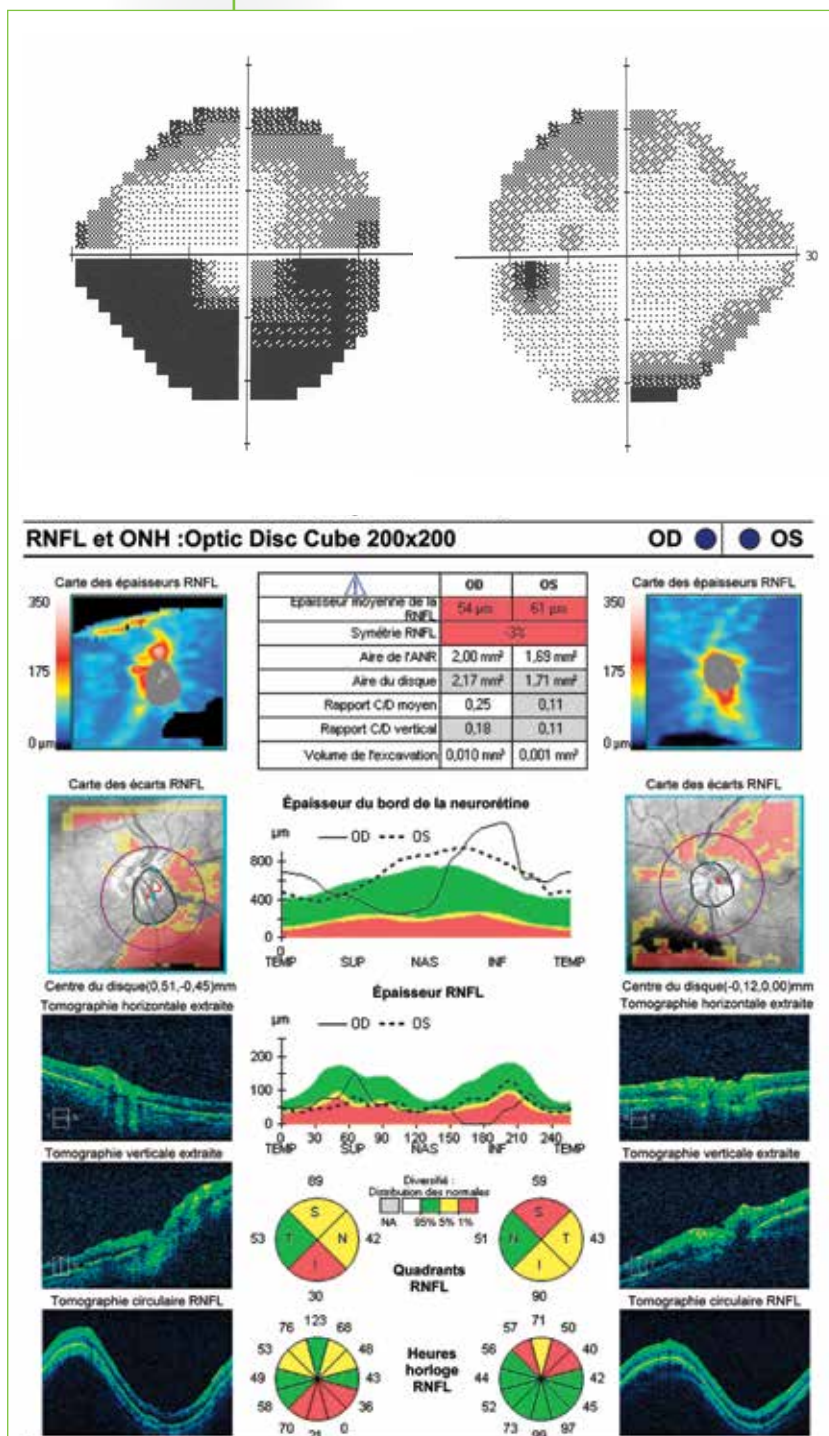 30
RNFL et ONH :Optic Disc Cube 200x200 OD OS
Carte des épaisseurs RNFL
350
175
0 µm
OD OS
Epaisseur moyenne de la RNFL 54 µm 61 µm
Symétrie RNFL -3%
Aire de l'ANR 2,00 mm² 1,69 mm²
Aire du disque 2,17 mm² 1,71 mm²
Rapport C/D moyen 0,25 0,11
Rapport C/D vertical 0,18 0,11
Volume de l'excavation 0,010 mm³ 0,001 mm³
Carte des épaisseurs RNFL
350
175
0 µm
Carte des écarts RNFL
Épaisseur du bord de la neurorétine
µm OD OS
800
400
0
0
TEMP SUP NAS INF TEMP
Carte des écarts RNFL
Centre du disque(0,51,-0,45)mm
Centre du disque(-0,12,0,00)mm
Tomographie horizontale extraite
Épaisseur RNFL
µm OD OS
200
100
0
0 30 60 90 120 150 180 210 240
TEMP SUP NAS INF TEMP
Tomographie horizontale extraite
Tomographie verticale extraite
Tomographie verticale extraite
89
S
53 T N 42
I
30
Diversifié :
Distribution des normales
NA 95% 5% 1%
Quadrants
RNFL
59
S
51 N T 43
I
90
Tomographie circulaire RNFL
Tomographie circulaire RNFL
123
76 68
53 48
49 43
58 36
70 0
21
Heures
horloge
RNFL
71
57 50
56 40
44 42
52 45
73 97